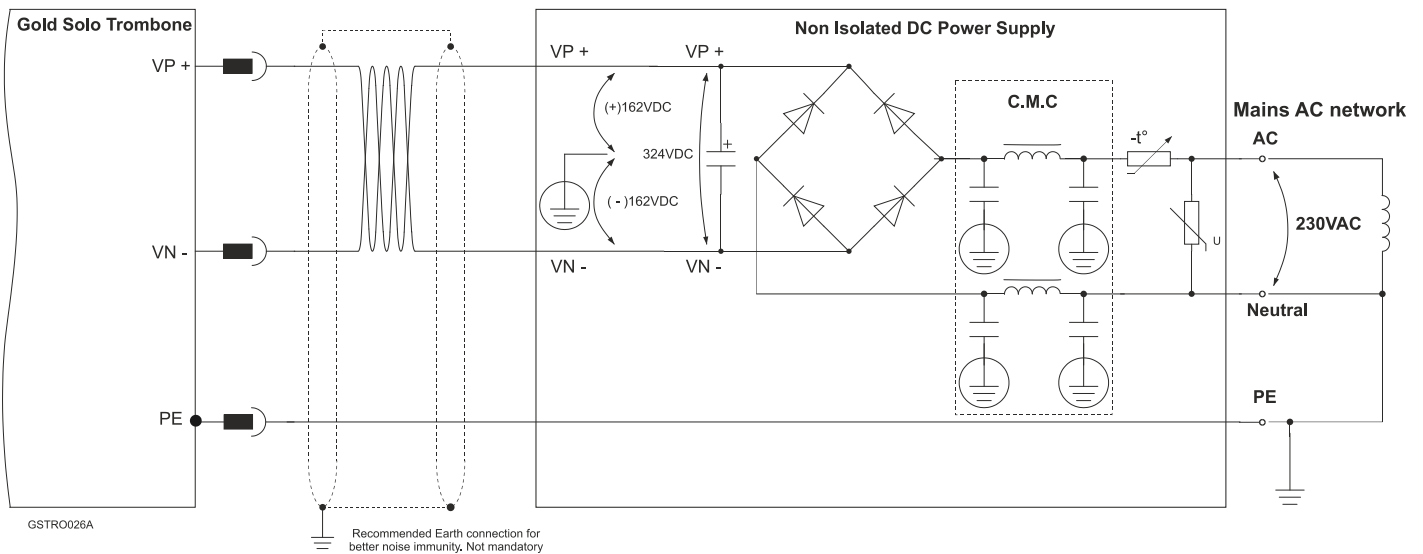 Gold Solo Trombone
Non Isolated DC Power Supply
VP +
VP +
VP +
(+)162VDC
324VDC
+
(-)162VDC
C.M.C
-t°
Mains AC network
AC
230VAC
U
VN -
VN -
VN -
Neutral
PE
PE
GSTRO026A
Recommended Earth connection for
better noise immunity. Not mandatory